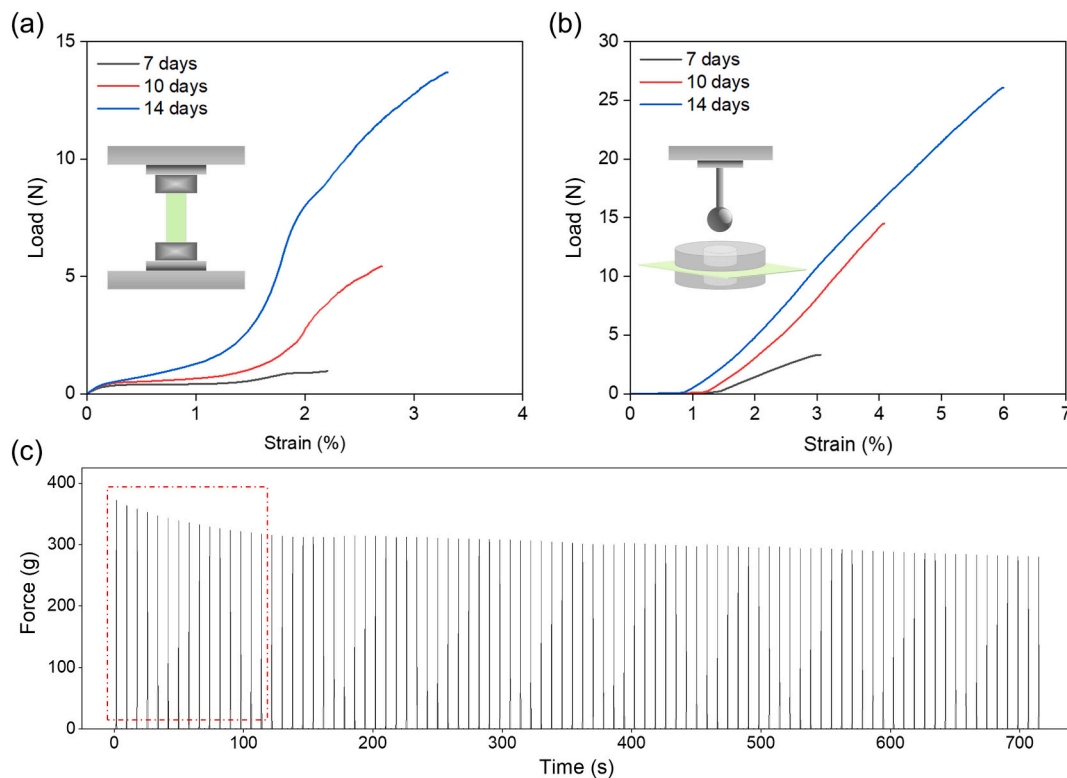 (a)
15
10
5
0
0 1 2 3 4
Load (N)
Strain (%)
7 days
10 days
14 days
(b)
30
25
20
15
10
5
0
0 1 2 3 4 5 6 7
Load (N)
Strain (%)
7 days
10 days
14 days
(c)
400
300
200
100
0
0 100 200 300 400 500 600 700
Force (g)
Time (s)